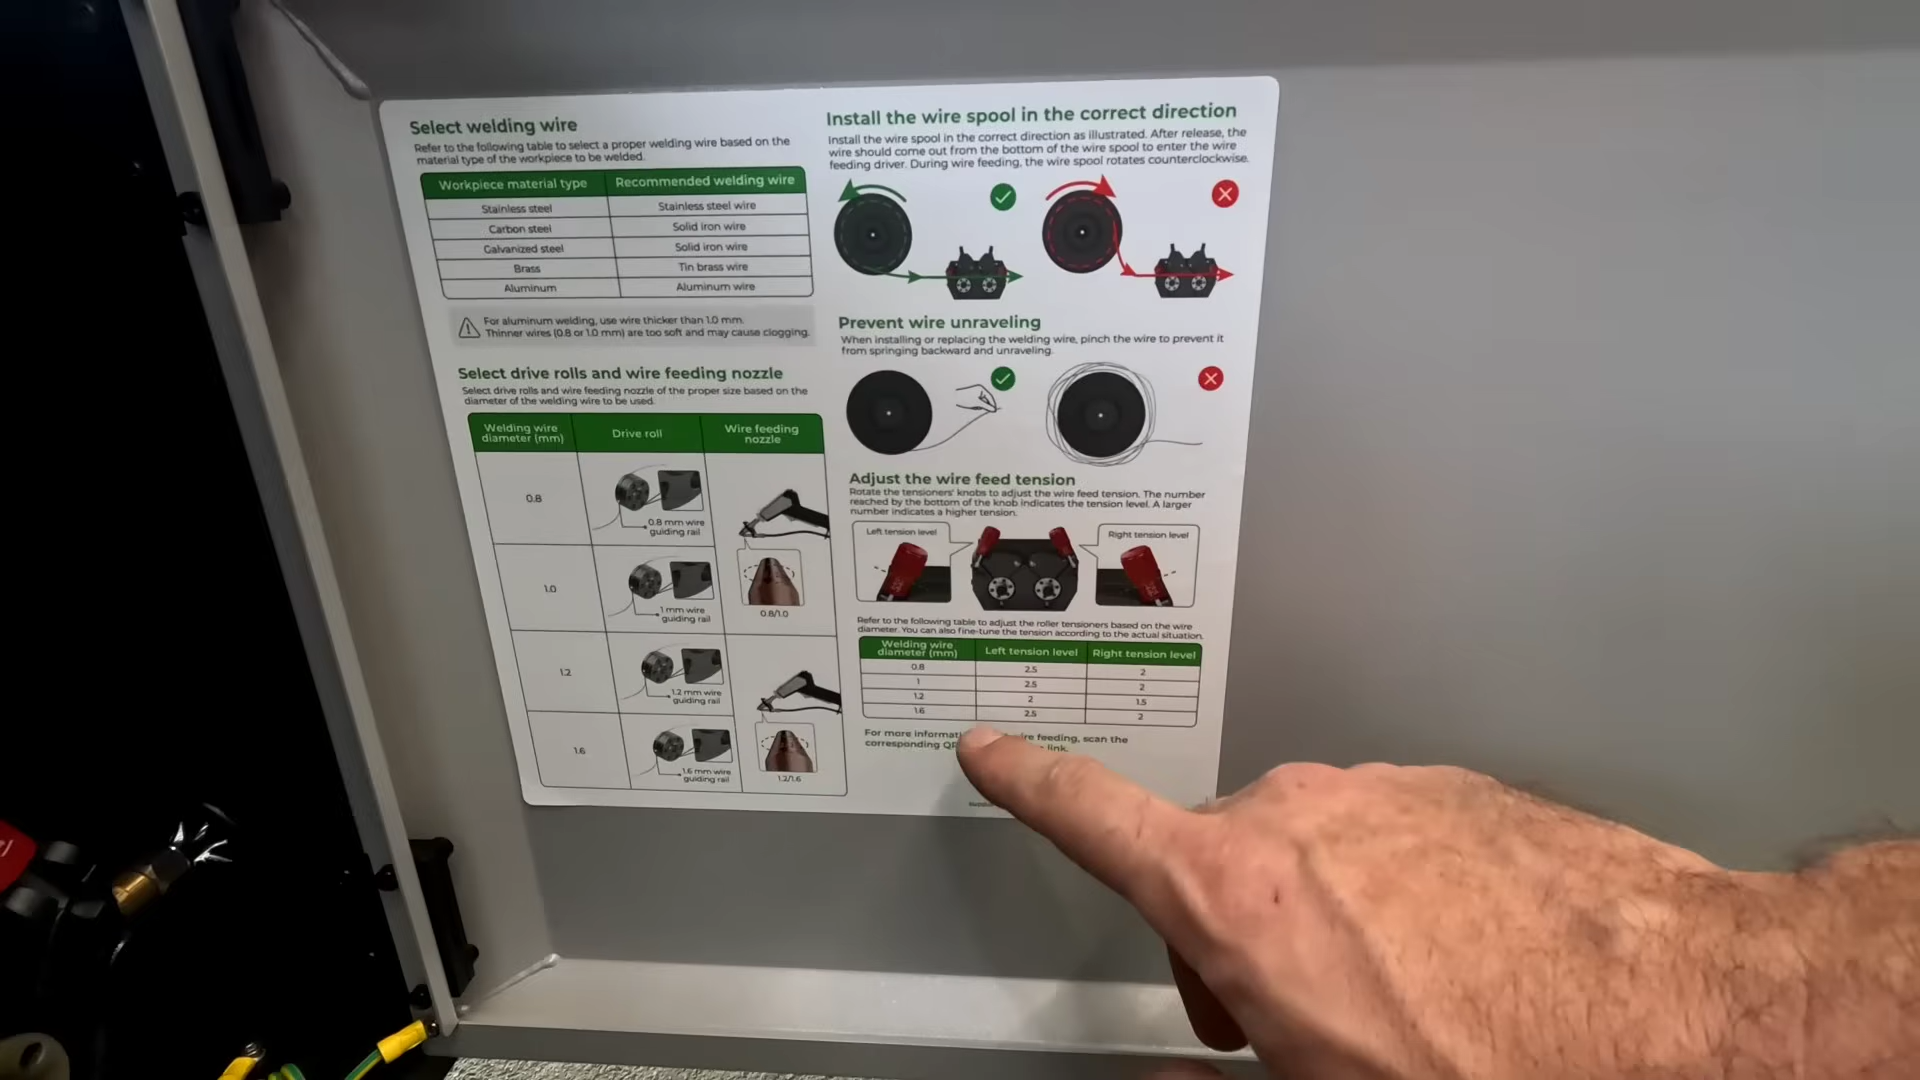 Select welding wire
Refer to the following table to select a proper welding wire based on the
material type of the workpiece to be welded.
Workpiece material type Recommended welding wire
Stainless steel Stainless steel wire
Carbon steel Solid iron wire
Galvanized steel Solid iron wire
Brass Tin brass wire
Aluminum Aluminum wire
For aluminum welding, use wire thicker than 1.0 mm.
Thinner wires (0.8 or 1.0 mm) are too soft and may cause clogging.
Select drive rolls and wire feeding nozzle
Select drive rolls and wire feeding nozzle of the proper size based on the
diameter of the welding wire to be used.
Welding wire
diameter (mm)
Drive roll
Wire feeding
nozzle
0.8
0.8 mm wire
guiding rail
1.0
1 mm wire
guiding rail
0.8/1.0
1.2
1.2 mm wire
guiding rail
1.6
1.6 mm wire
guiding rail
1.2/1.6
Install the wire spool in the correct direction
Install the wire spool in the correct direction as illustrated. After release, the
wire should come out from the bottom of the wire spool to enter the wire
feeding driver. During wire feeding, the wire spool rotates counterclockwise.
Prevent wire unraveling
When installing or replacing the welding wire, pinch the wire to prevent it
from springing backward and unraveling.
Adjust the wire feed tension
Rotate the tensioners' knobs to adjust the wire feed tension. The number
reached by the bottom of the knob indicates the tension level. A larger
number indicates a higher tension.
Left tension level
Right tension level
Refer to the following table to adjust the roller tensioners based on the wire
diameter. You can also fine-tune the tension according to the actual situation.
Welding wire
diameter (mm)
Left tension level Right tension level
0.8 2.5 2
1 2.5 2
1.2 2 1.5
1.6 2.5 2
For more feeding, scan the
corresponding link.